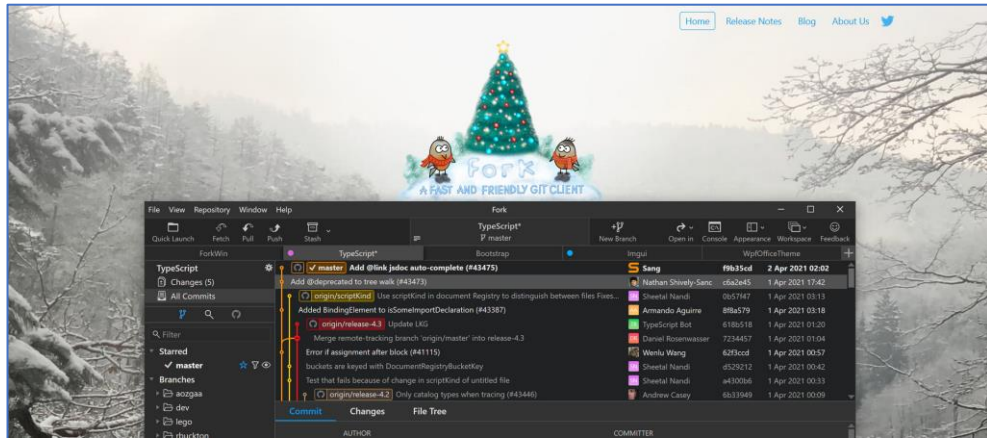 Home Release Notes Blog About Us
Fork
A FAST AND FRIENDLY GIT CLIENT
File View Repository Window Help Fork
Quick Launch Fetch Pull Push Stash TypeScript* master New Branch Open in Console Appearance Workspace Feedback
ForkWin TypeScript* Bootstrap Imgui WpfOfficeTheme
TypeScript master Add @link jsdoc auto-complete (#43475) Sang f9b35cd 2 Apr 2021 02:02
Changes (5) Add @deprecated to tree walk (#43473) Nathan Shively-Sanc c6a2e45 1 Apr 2021 17:42
All Commits origin/scriptKind Use scriptKind in document Registry to distinguish between files Fixes... Sheetal Nandi 0b57f47 1 Apr 2021 03:13
Added BindingElement to isSomeImportDeclaration (#43387) Armando Aguirre 8f8a579 1 Apr 2021 03:18
origin/release-4.3 Update LKG TypeScript Bot 618b518 1 Apr 2021 01:20
Filter Merge remote-tracking branch 'origin/master' into release-4.3 Daniel Rosenwasser 7234457 1 Apr 2021 01:04
Starred Error if assignment after block (#41115) Wenlu Wang 62f3ccd 1 Apr 2021 00:57
master buckets are keyed with DocumentRegistryBucketKey Sheetal Nandi d529212 1 Apr 2021 00:42
Branches Test that fails because of change in scriptKind of untitled file Sheetal Nandi a4300b6 1 Apr 2021 00:33
aozgaa origin/release-4.2 Only catalog types when tracing (#43446) Andrew Casey 6b33949 1 Apr 2021 00:09
dev Commit Changes File Tree
lego
rbuckton AUTHOR COMMITTER